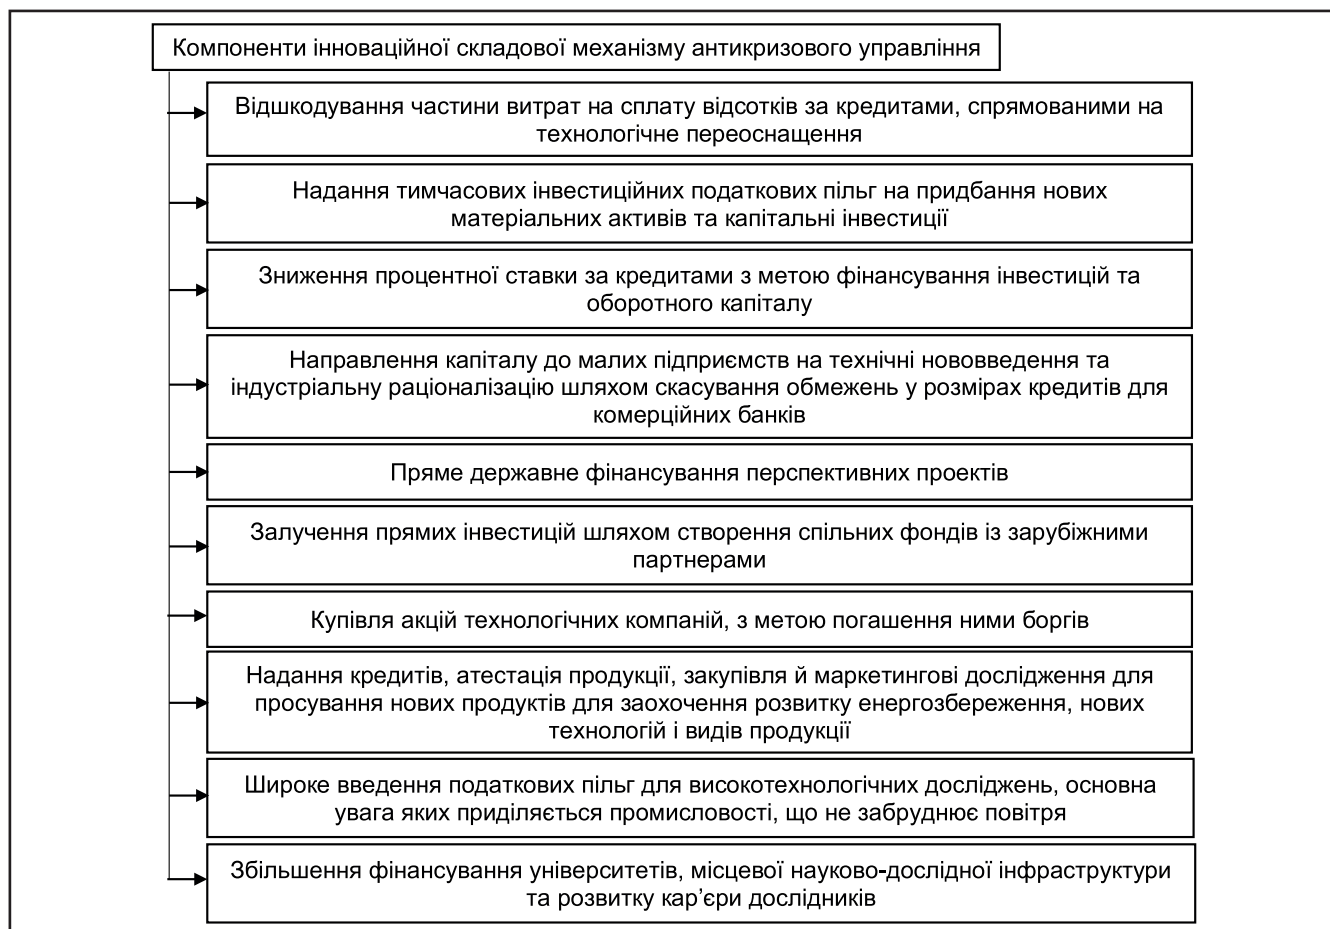 Компоненти інноваційної складової механізму антикризового управління
Відшкодування частини витрат на сплату відсотків за кредитами, спрямованими на
технологічне переоснащення
Надання тимчасових інвестиційних податкових пільг на придбання нових
матеріальних активів та капітальні інвестиції
Зниження процентної ставки за кредитами з метою фінансування інвестицій та
оборотного капіталу
Направлення капіталу до малих підприємств на технічні нововведення та
індустріальну раціоналізацію шляхом скасування обмежень у розмірах кредитів для
комерційних банків
Пряме державне фінансування перспективних проектів
Залучення прямих інвестицій шляхом створення спільних фондів із зарубіжними
партнерами
Купівля акцій технологічних компаній, з метою погашення ними боргів
Надання кредитів, атестація продукції, закупівля й маркетингові дослідження для
просування нових продуктів для заохочення розвитку енергозбереження, нових
технологій і видів продукції
Широке введення податкових пільг для високотехнологічних досліджень, основна
увага яких приділяється промисловості, що не забруднює повітря
Збільшення фінансування університетів, місцевої науково-дослідної інфраструктури
та розвитку кар’єри дослідників